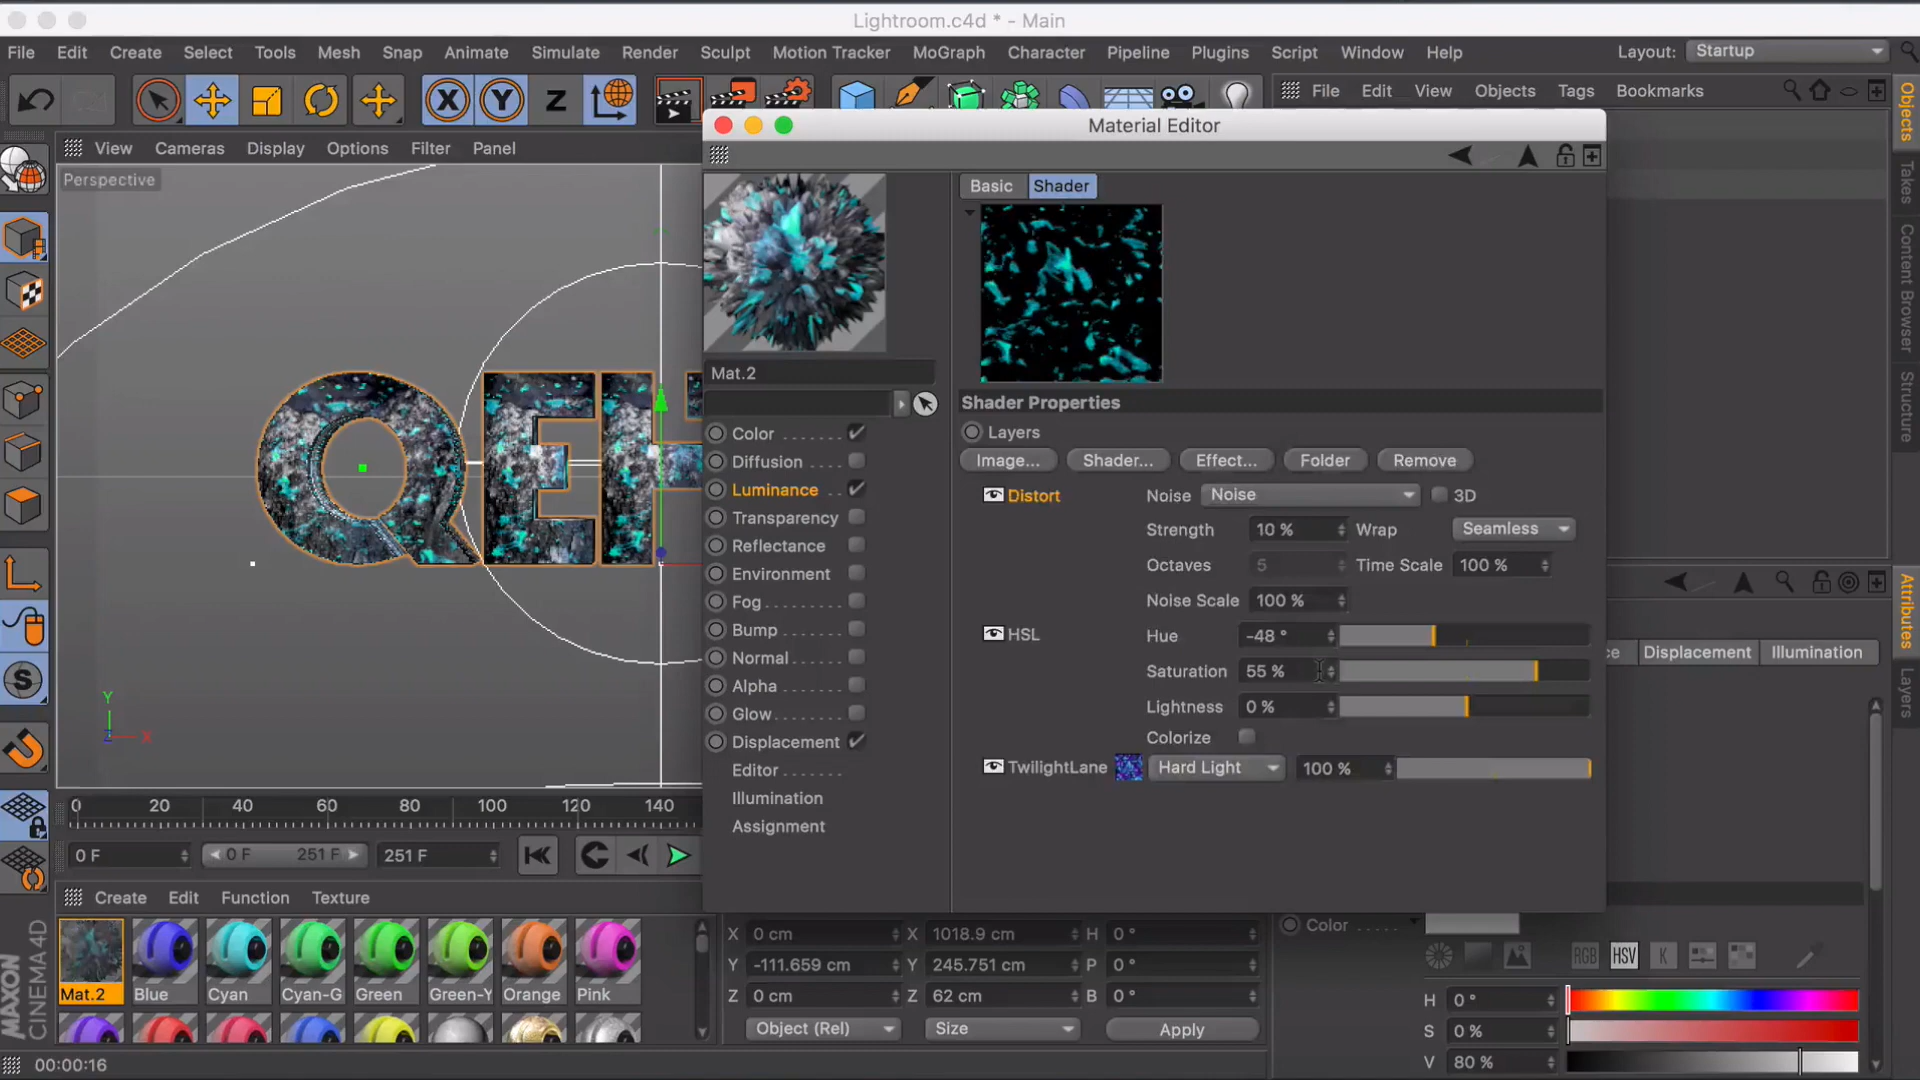 Lightroom.c4d * - Main
File Edit Create Select Tools Mesh Snap Animate Simulate Render Sculpt Motion Tracker MoGraph Character Pipeline Plugins Script Window Help Layout: Startup
X Y Z
File Edit View Objects Tags Bookmarks
Material Editor
View Cameras Display Options Filter Panel
Perspective
Basic Shader
Mat.2
Shader Properties
Layers
Image... Shader... Effect... Folder Remove
Color
Diffusion
Luminance
Transparency
Reflectance
Environment
Fog
Bump
Normal
Alpha
Glow
Displacement
Editor
Illumination
Assignment
Distort Noise Noise 3D
Strength 10 % Wrap Seamless
Octaves 5 Time Scale 100 %
Noise Scale 100 %
HSL Hue -48 °
Saturation 55 %
Lightness 0 %
Colorize
TwilightLane Hard Light 100 %
Displacement Illumination
Objects
Takes
Content Browser
Structure
Attributes
Layers
QEH
Y
X
Z
0 20 40 60 80 100 120 140
0 F 0 F 251 F 251 F
Create Edit Function Texture
Mat.2 Blue Cyan Cyan-G Green Green-Y Orange Pink
X 0 cm X 1018.9 cm H 0 °
Y -111.659 cm Y 245.751 cm P 0 °
Z 0 cm Z 62 cm B 0 °
Object (Rel) Size Apply
Color
RGB HSV K
H 0 °
S 0 %
V 80 %
MAXON
CINEMA 4D
00:00:16